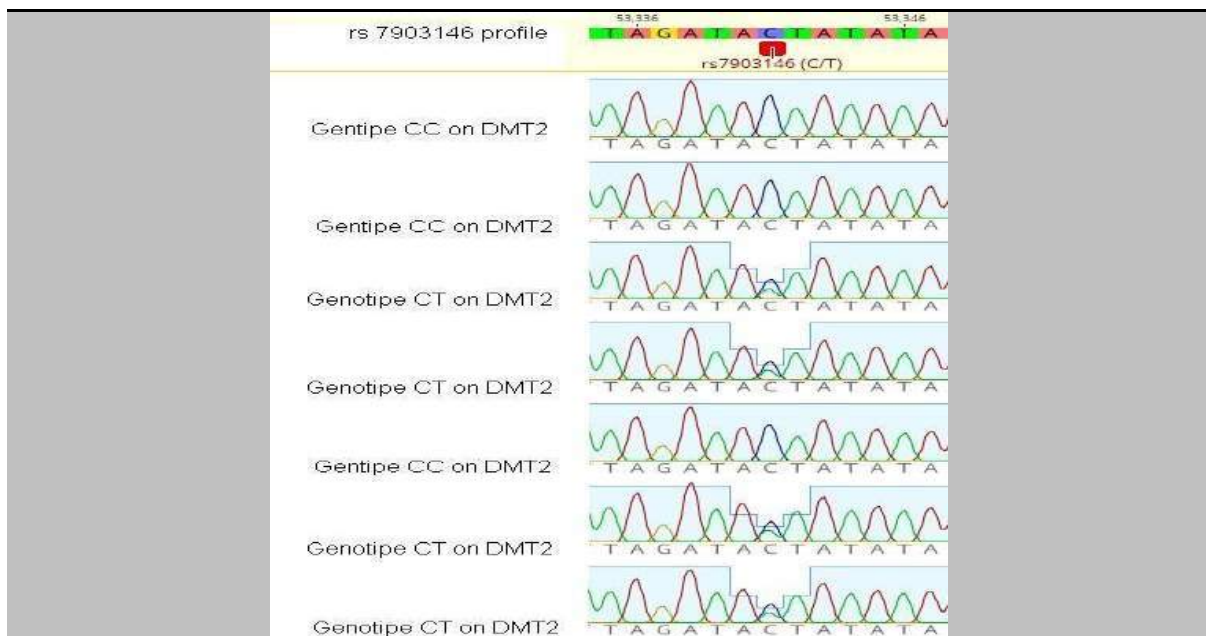 53,336 53,346
rs 7903146 profile T A G A T A C T A T A T A
rs7903146 (C/T)
Gentipe CC on DMT2
T A G A T A C T A T A T A
Gentipe CC on DMT2
T A G A T A C T A T A T A
Genotipe CT on DMT2
T A G A T A C T A T A T A
Genotipe CT on DMT2
T A G A T A C T A T A T A
Gentipe CC on DMT2
T A G A T A C T A T A T A
Genotipe CT on DMT2
T A G A T A C T A T A T A
Genotipe CT on DMT2
T A G A T A C T A T A T A